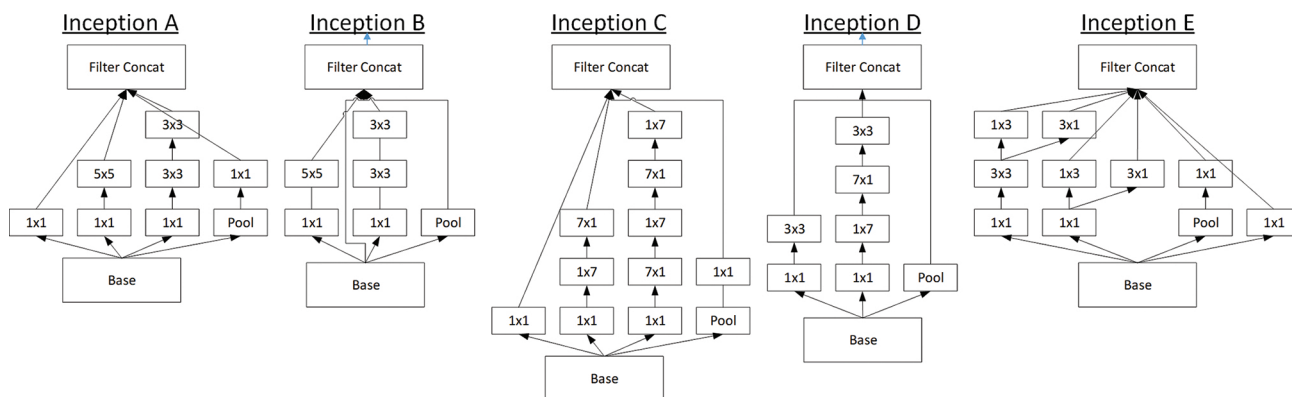 Inception A
Filter Concat
3x3
5x5
3x3
1x1
1x1
1x1
1x1
Pool
Base
Inception B
Filter Concat
3x3
5x5
3x3
1x1
1x1
Pool
Base
Inception C
Filter Concat
1x7
7x1
7x1
1x7
1x7
7x1
1x1
1x1
1x1
1x1
Pool
Base
Inception D
Filter Concat
3x3
7x1
3x3
1x7
1x1
1x1
Pool
Base
Inception E
Filter Concat
1x3
3x1
3x3
1x3
3x1
1x1
1x1
1x1
Pool
1x1
Base